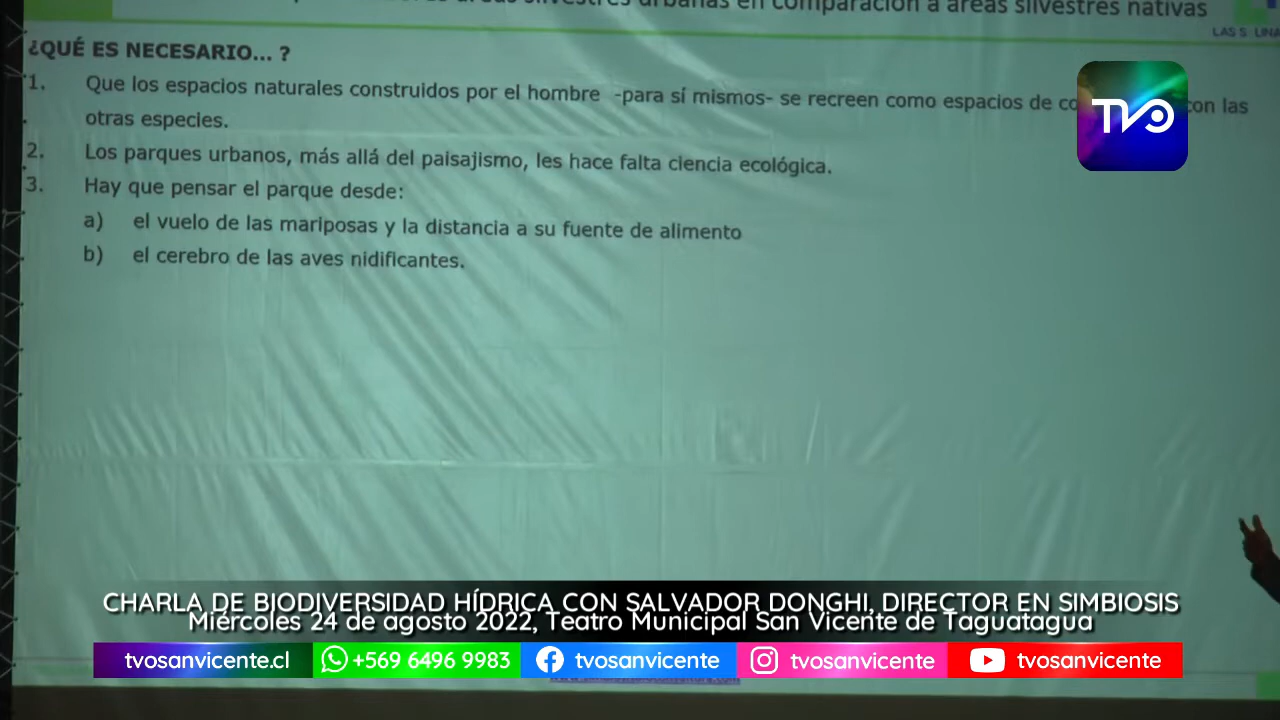 áreas silvestres urbanas en comparación a áreas silvestres nativas
LAS S LINA
¿QUÉ ES NECESARIO... ?
1. Que los espacios naturales construidos por el hombre -para sí mismos- se recreen como espacios de con las
otras especies.
2. Los parques urbanos, más allá del paisajismo, les hace falta ciencia ecológica.
3. Hay que pensar el parque desde:
a) el vuelo de las mariposas y la distancia a su fuente de alimento
b) el cerebro de las aves nidificantes.
TVO
CHARLA DE BIODIVERSIDAD HÍDRICA CON SALVADOR DONGHI, DIRECTOR EN SIMBIOSIS
Miércoles 24 de agosto 2022, Teatro Municipal San Vicente de Taguatagua
tvosanvicente.cl +569 6496 9983 tvosanvicente tvosanvicente tvosanvicente